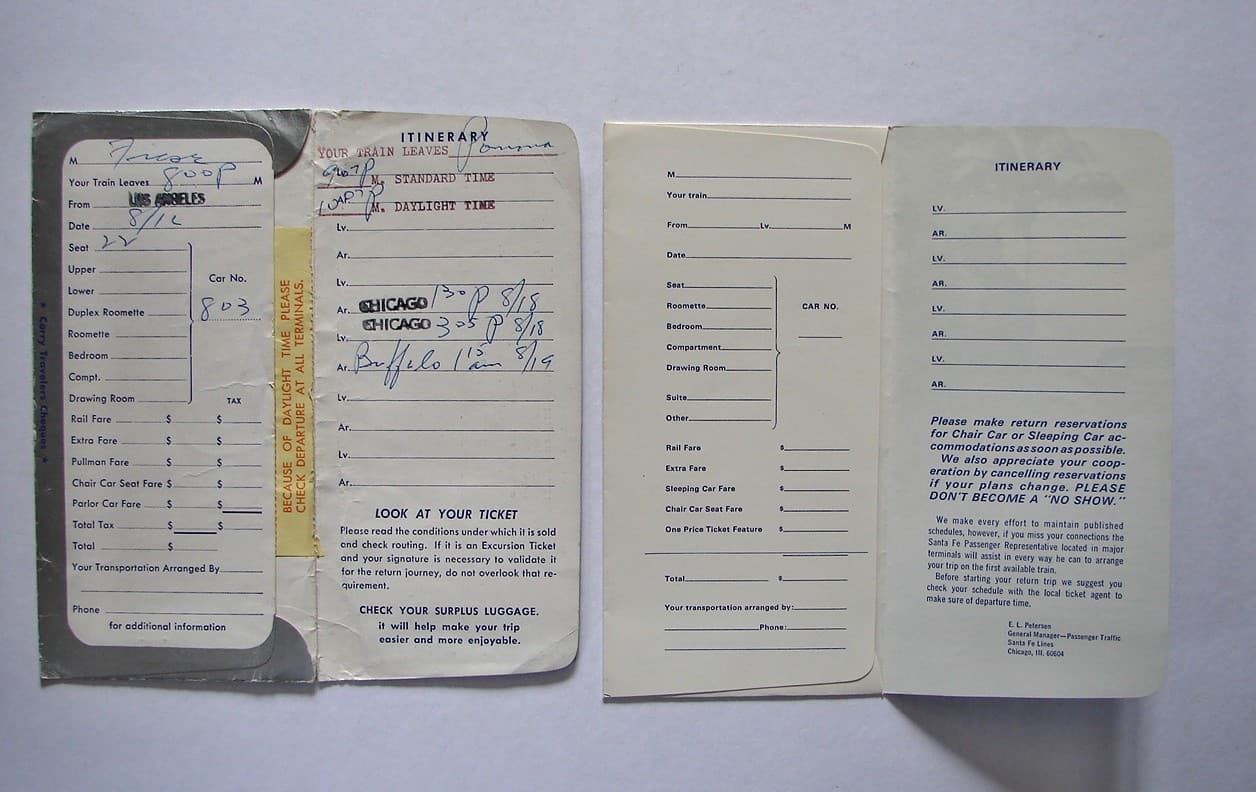 M
Your Train Leaves 800P M
From LOS ANGELES
Date 8/16
Seat 22
Upper
Lower
Duplex Roomette
Roomette
Bedroom
Compt.
Drawing Room
Car No.
803
TAX
Rail Fare $ $
Extra Fare $ $
Pullman Fare $ $
Chair Car Seat Fare $ $
Parlor Car Fare $ $
Total Tax $ $
Total $
Your Transportation Arranged By
Phone
for additional information
* Carry Travelers Cheques *
BECAUSE OF DAYLIGHT TIME PLEASE
CHECK DEPARTURE AT ALL TERMINALS.
ITINERARY
YOUR TRAIN LEAVES Pomona
907P M. STANDARD TIME
M. DAYLIGHT TIME
Lv.
Ar.
Lv.
Ar. CHICAGO 130P 8/18
Lv. CHICAGO 305P 8/18
Ar. Buffalo 115 am 8/19
Lv.
Ar.
Lv.
Ar.
LOOK AT YOUR TICKET
Please read the conditions under which it is sold
and check routing. If it is an Excursion Ticket
and your signature is necessary to validate it
for the return journey, do not overlook that re-
quirement.
CHECK YOUR SURPLUS LUGGAGE.
it will help make your trip
easier and more enjoyable.
M
Your train
From Lv. M
Date
Seat
Roomette
Bedroom
Compartment
Drawing Room
Suite
Other
CAR NO.
Rail Fare $
Extra Fare $
Sleeping Car Fare $
Chair Car Seat Fare $
One Price Ticket Feature $
Total $
Your transportation arranged by:
Phone:
ITINERARY
LV.
AR.
LV.
AR.
LV.
AR.
LV.
AR.
Please make return reservations
for Chair Car or Sleeping Car ac-
commodations as soon as possible.
We also appreciate your coop-
eration by cancelling reservations
if your plans change. PLEASE
DON'T BECOME A "NO SHOW."
We make every effort to maintain published
schedules, however, if you miss your connections the
Santa Fe Passenger Representative located in major
terminals will assist in every way he can to arrange
your trip on the first available train.
Before starting your return trip we suggest you
check your schedule with the local ticket agent to
make sure of departure time.
E. L. Petersen
General Manager—Passenger Traffic
Santa Fe Lines
Chicago, Ill. 60604